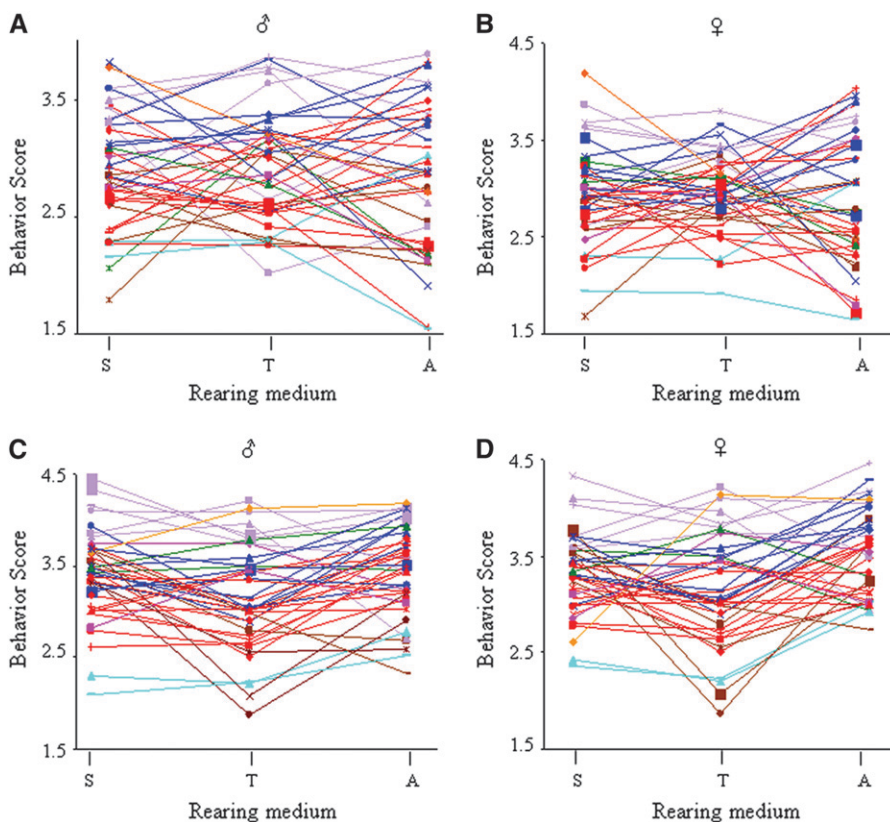 A ♂
3.5
2.5
1.5
Behavior Score
S T A
Rearing medium
B ♀
4.5
3.5
2.5
1.5
Behavior Score
S T A
Rearing medium
C ♂
4.5
3.5
2.5
1.5
Behavior Score
S T A
Rearing medium
D ♀
4.5
3.5
2.5
1.5
Behavior Score
S T A
Rearing medium